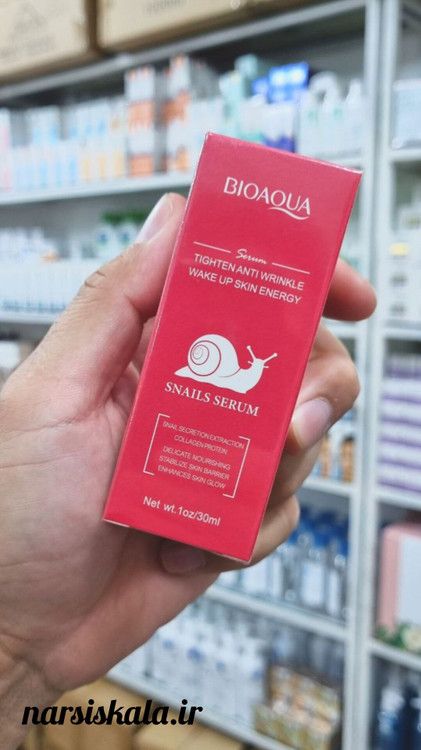 BIOAQUA
Serum
TIGHTEN ANTI WRINKLE
WAKE UP SKIN ENERGY
SNAILS SERUM
SNAIL SECRETION EXTRACTION
COLLAGEN PROTEIN
DELICATE NOURISHING
STABILIZE SKIN BARRIER
ENHANCES SKIN GLOW
Net wt.1oz/30ml
narsiskala.ir